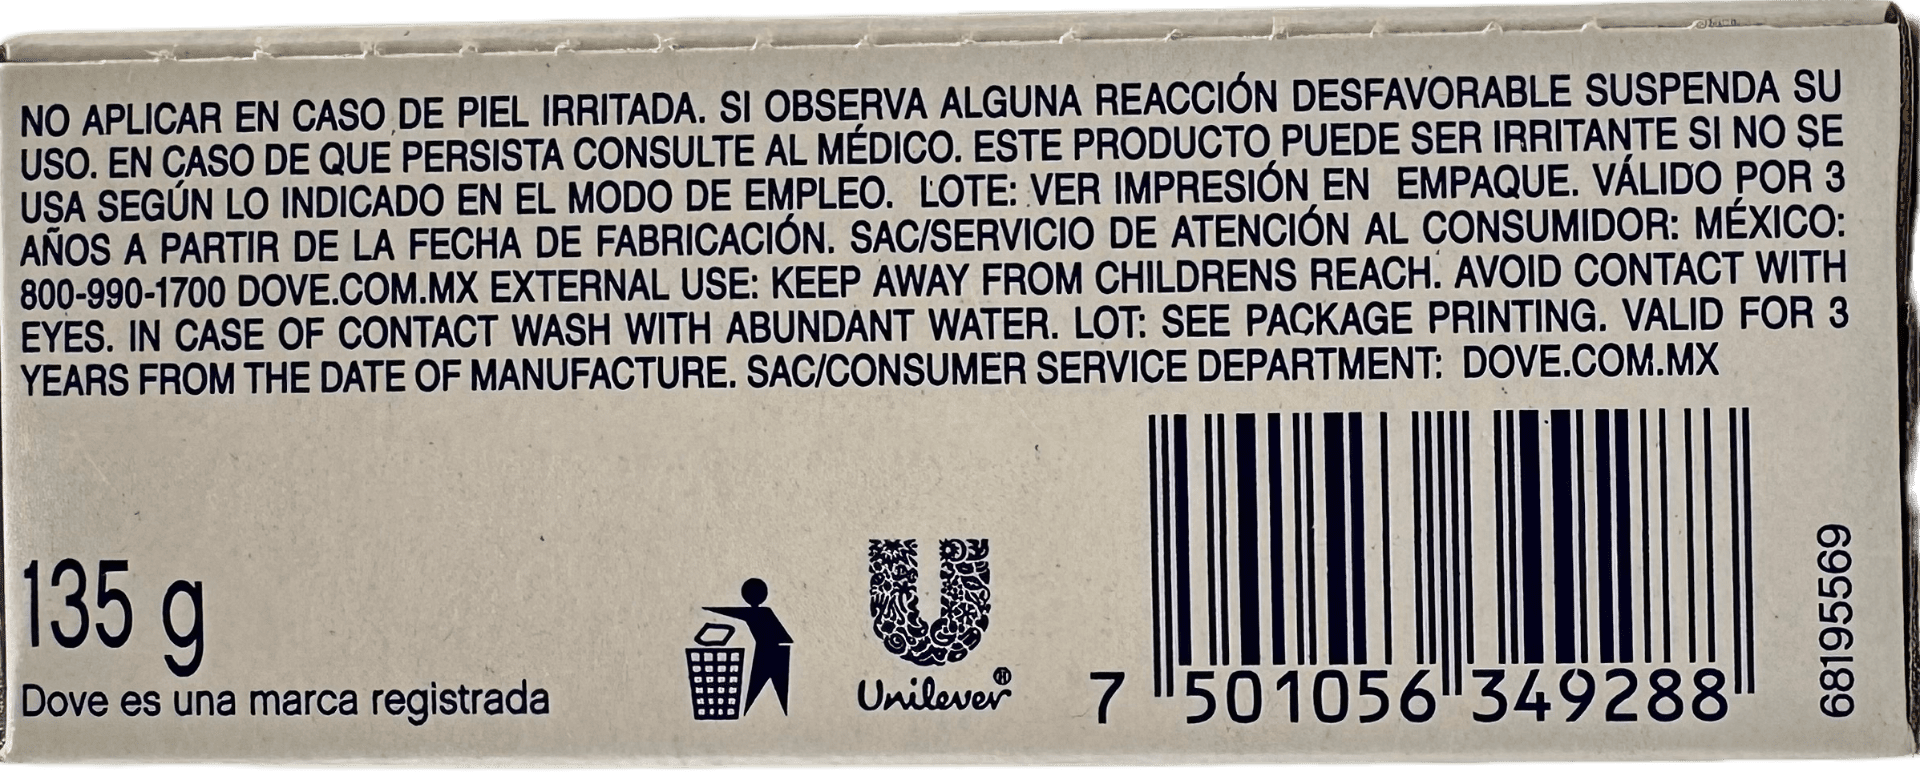 NO APLICAR EN CASO DE PIEL IRRITADA. SI OBSERVA ALGUNA REACCIÓN DESFAVORABLE SUSPENDA SU
USO. EN CASO DE QUE PERSISTA CONSULTE AL MÉDICO. ESTE PRODUCTO PUEDE SER IRRITANTE SI NO SE
USA SEGÚN LO INDICADO EN EL MODO DE EMPLEO. LOTE: VER IMPRESIÓN EN EMPAQUE. VÁLIDO POR 3
AÑOS A PARTIR DE LA FECHA DE FABRICACIÓN. SAC/SERVICIO DE ATENCIÓN AL CONSUMIDOR: MÉXICO:
800-990-1700 DOVE.COM.MX EXTERNAL USE: KEEP AWAY FROM CHILDRENS REACH. AVOID CONTACT WITH
EYES. IN CASE OF CONTACT WASH WITH ABUNDANT WATER. LOT: SEE PACKAGE PRINTING. VALID FOR 3
YEARS FROM THE DATE OF MANUFACTURE. SAC/CONSUMER SERVICE DEPARTMENT: DOVE.COM.MX
135 g
Dove es una marca registrada
Unilever®
7 501056 349288
68195569